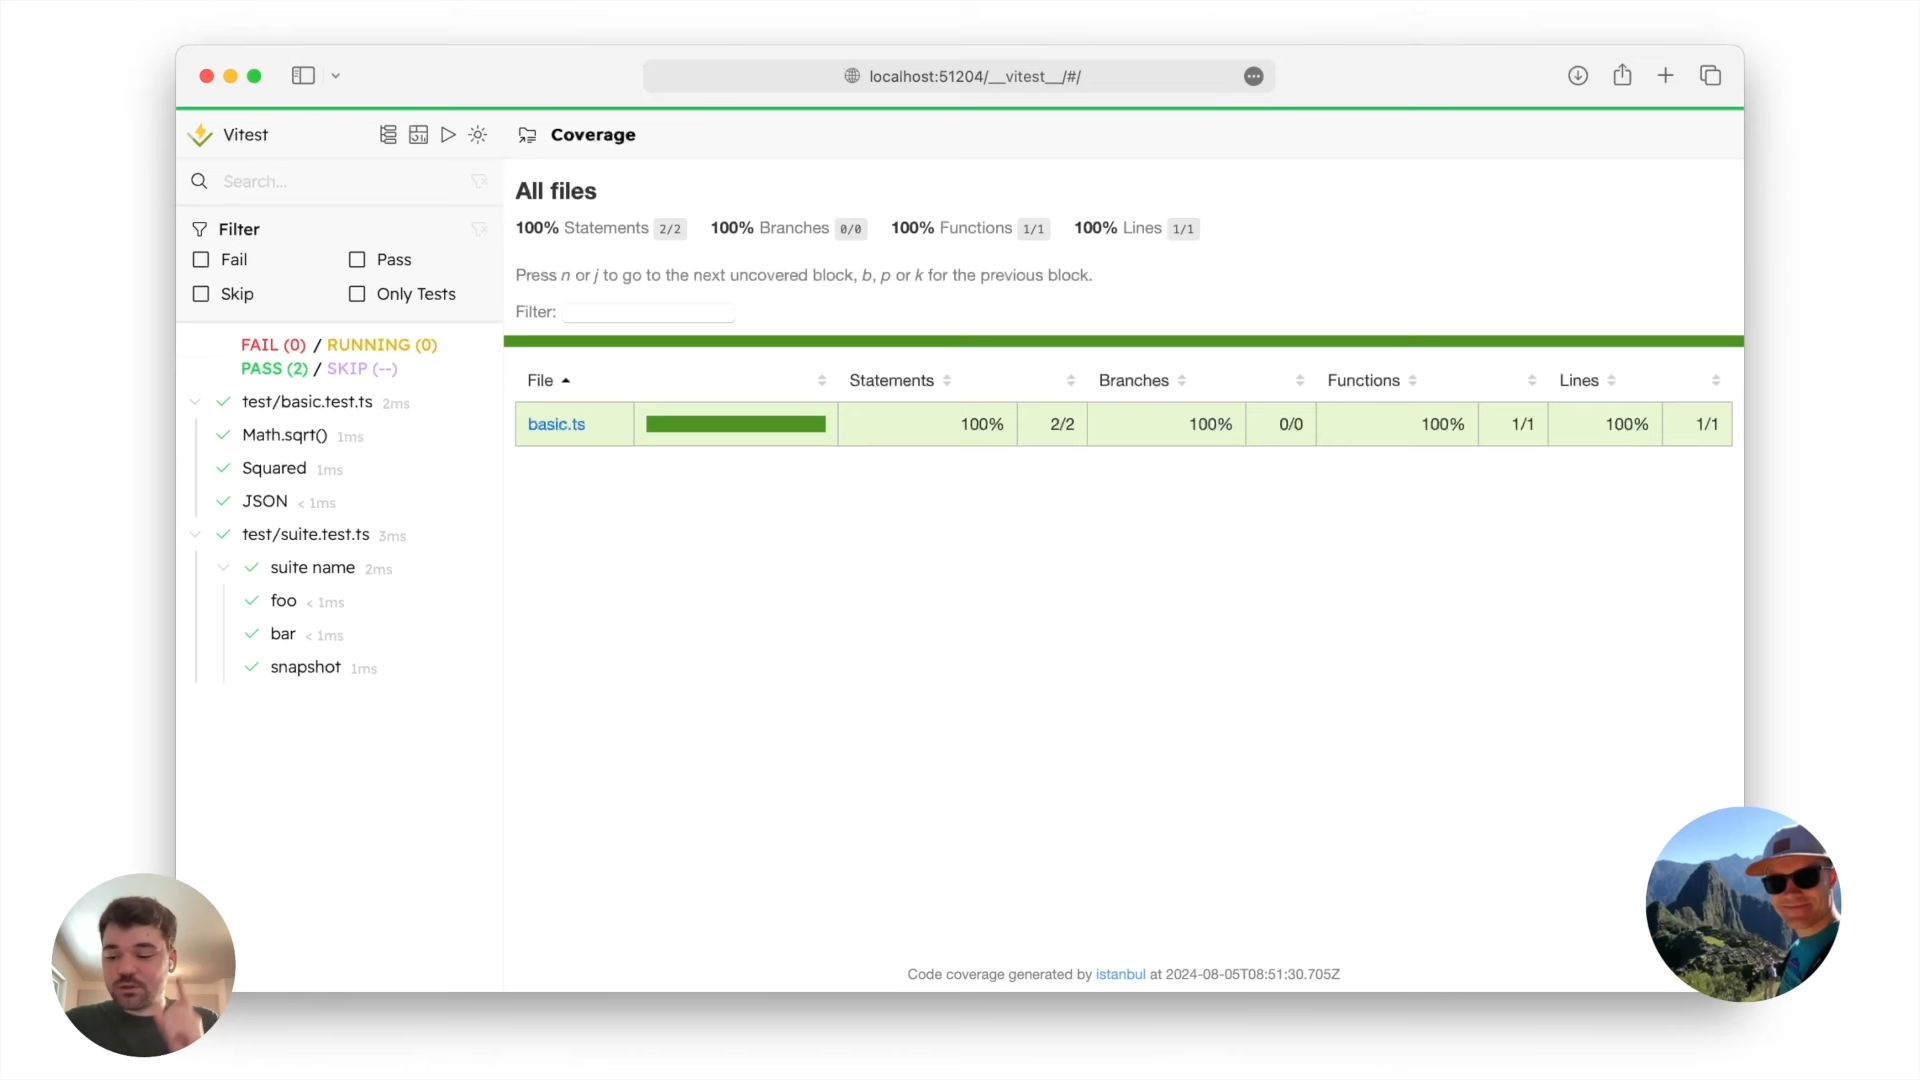 localhost:51204/__vitest__/#/
Vitest
Coverage
Search...
Filter
Fail
Pass
Skip
Only Tests
FAIL (0) / RUNNING (0)
PASS (2) / SKIP (--)
test/basic.test.ts 2ms
Math.sqrt() 1ms
Squared 1ms
JSON < 1ms
test/suite.test.ts 3ms
suite name 2ms
foo < 1ms
bar < 1ms
snapshot 1ms
All files
100% Statements 2/2 100% Branches 0/0 100% Functions 1/1 100% Lines 1/1
Press n or j to go to the next uncovered block, b, p or k for the previous block.
Filter:
File Statements Branches Functions Lines
basic.ts 100% 2/2 100% 0/0 100% 1/1 100% 1/1
Code coverage generated by istanbul at 2024-08-05T08:51:30.705Z